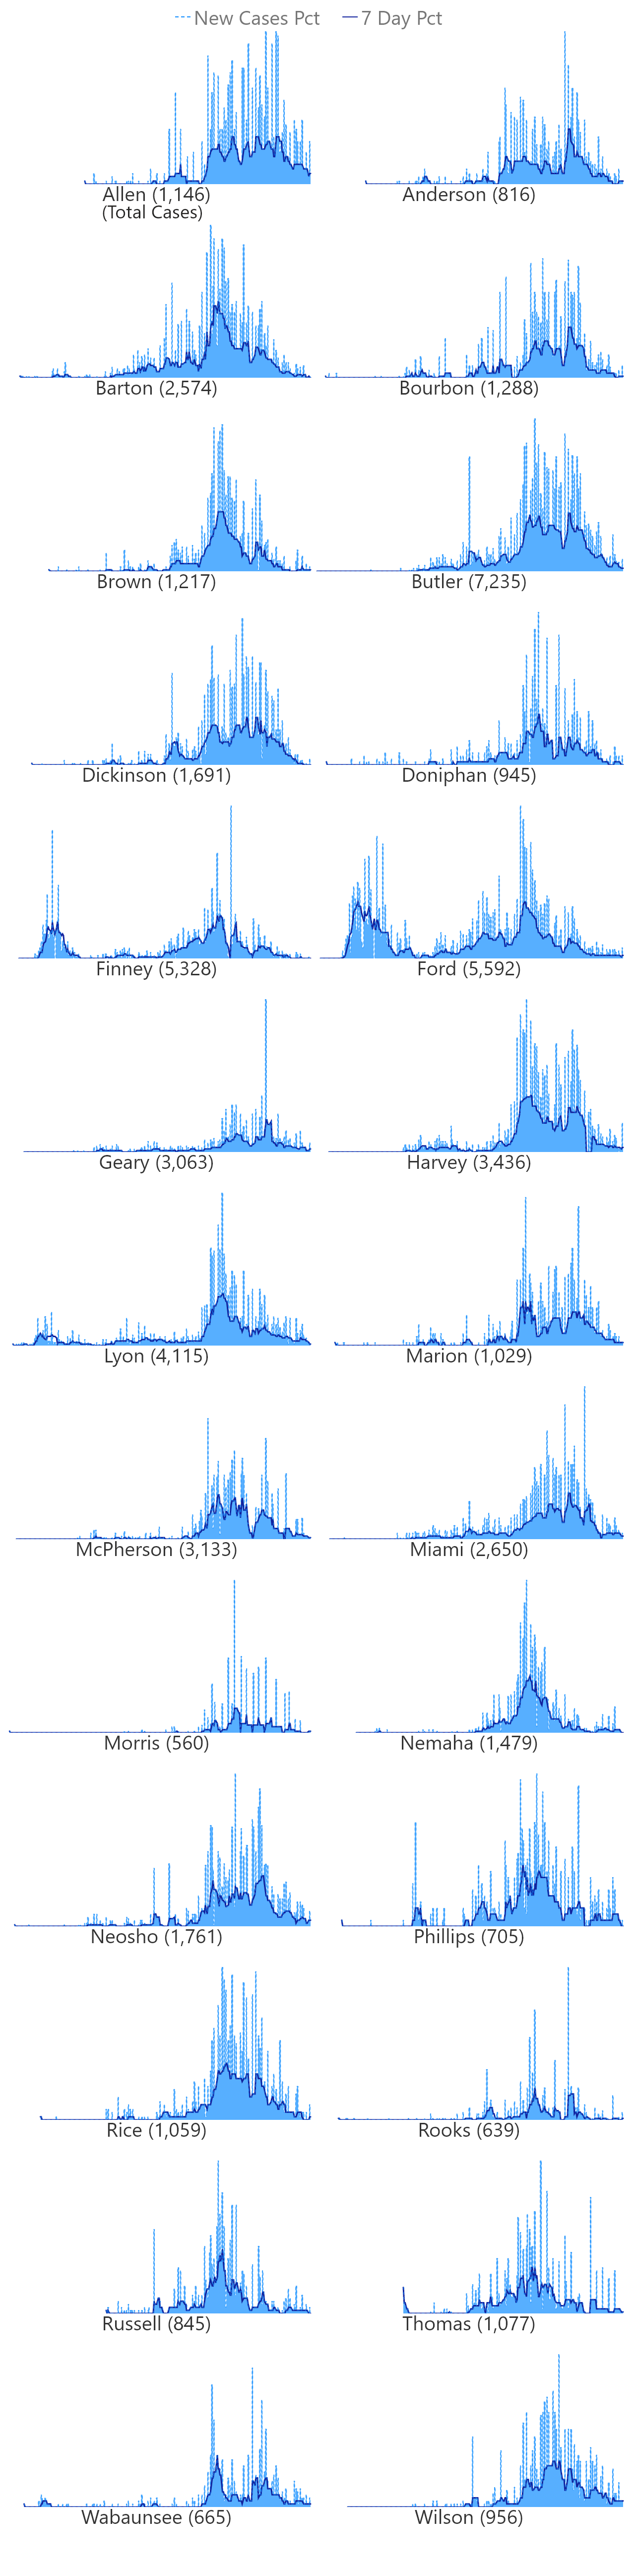 New Cases Pct 7 Day Pct
Allen (1,146) Anderson (816)
(Total Cases)
Barton (2,574) Bourbon (1,288)
Brown (1,217) Butler (7,235)
Dickinson (1,691) Doniphan (945)
Finney (5,328) Ford (5,592)
Geary (3,063) Harvey (3,436)
Lyon (4,115) Marion (1,029)
McPherson (3,133) Miami (2,650)
Morris (560) Nemaha (1,479)
Neosho (1,761) Phillips (705)
Rice (1,059) Rooks (639)
Russell (845) Thomas (1,077)
Wabaunsee (665) Wilson (956)